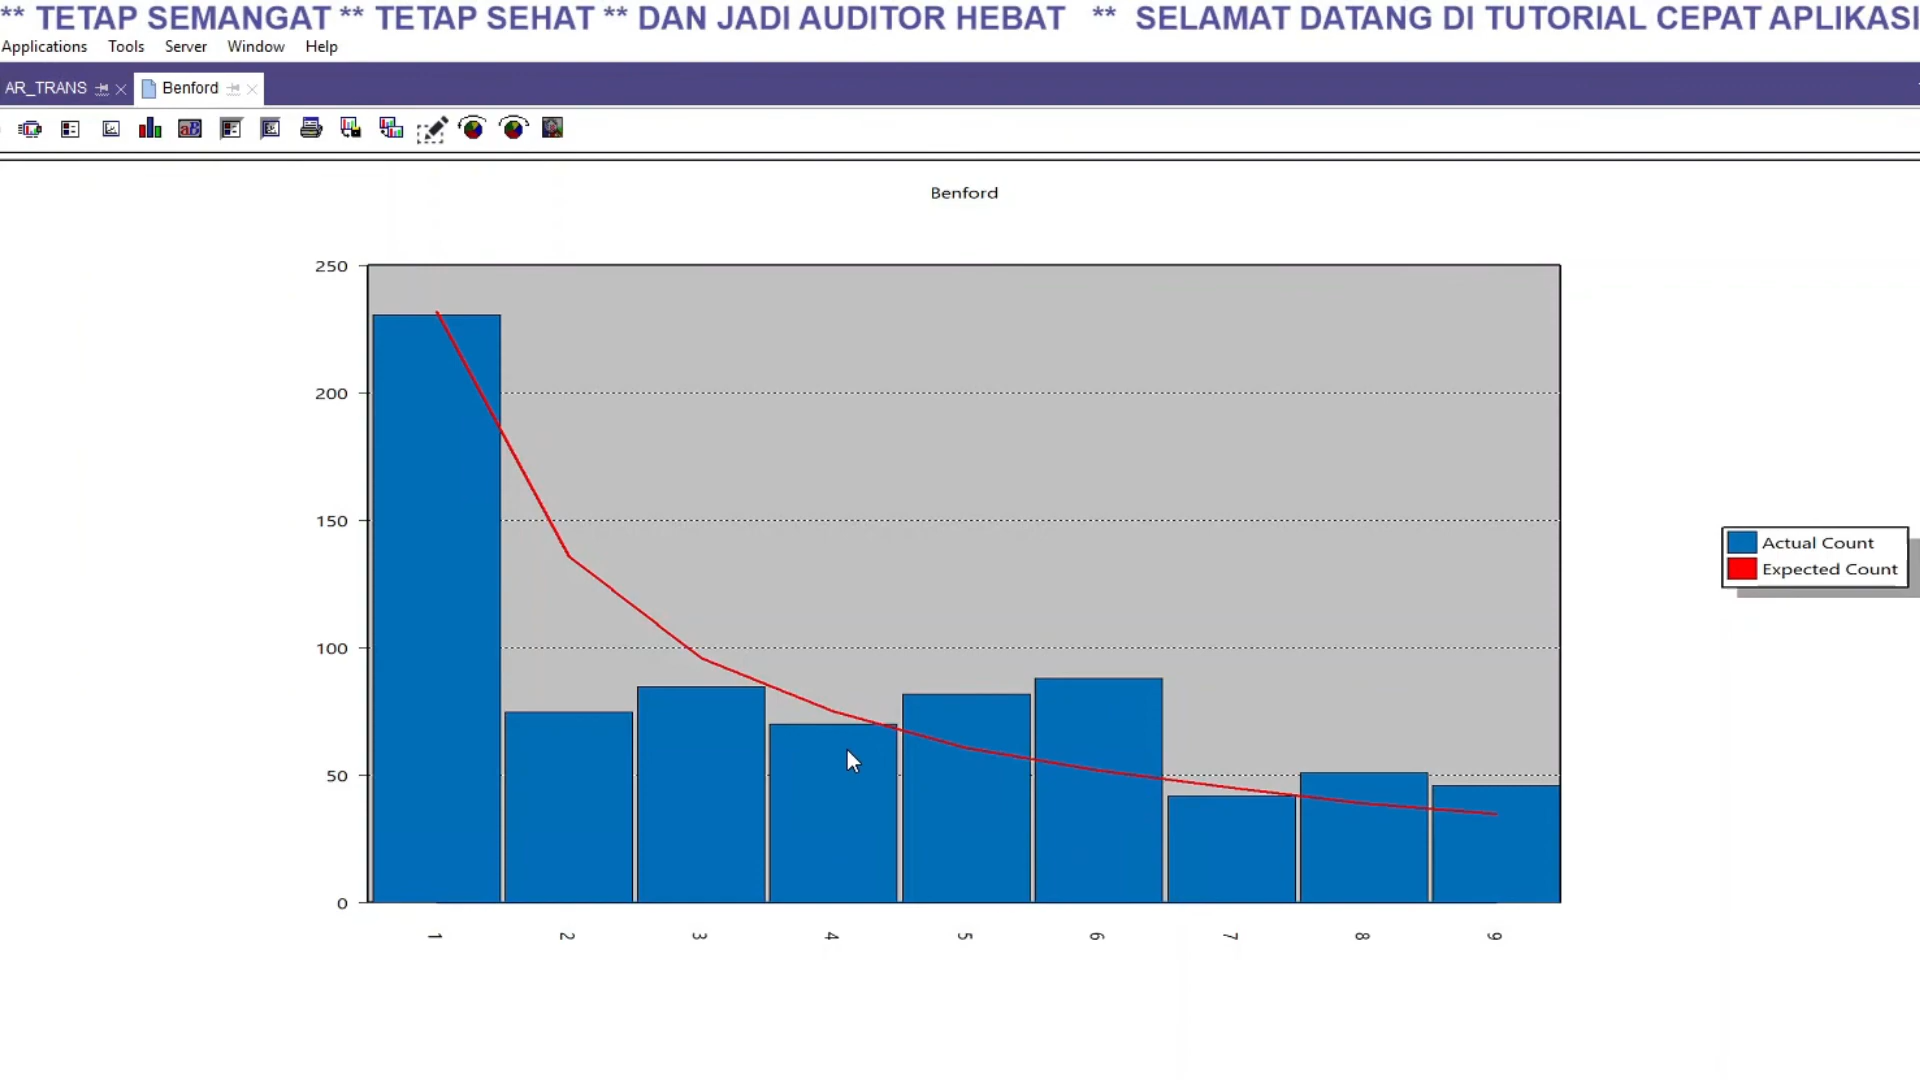 ** TETAP SEMANGAT ** TETAP SEHAT ** DAN JADI AUDITOR HEBAT ** SELAMAT DATANG DI TUTORIAL CEPAT APLIKASI
Applications Tools Server Window Help
AR_TRANS Benford
aB
Benford
250
200
150
100
50
0
Actual Count
Expected Count
1 2 3 4 5 6 7 8 9